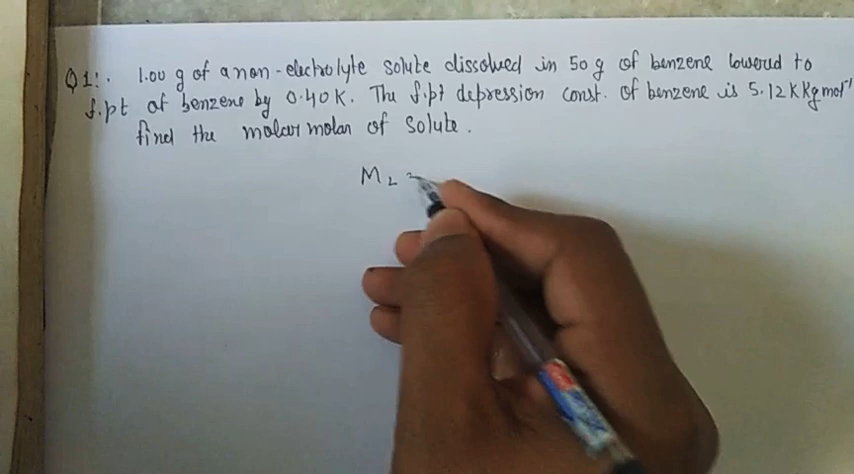 Q1:. 1.00 g of a non-electrolyte solute dissolved in 50 g of benzene lowered to
f.pt of benzene by 0.40K. The f.pt depression const. of benzene is 5.12 K Kg mol⁻¹
find the molar molar of Solute.
M₂ =